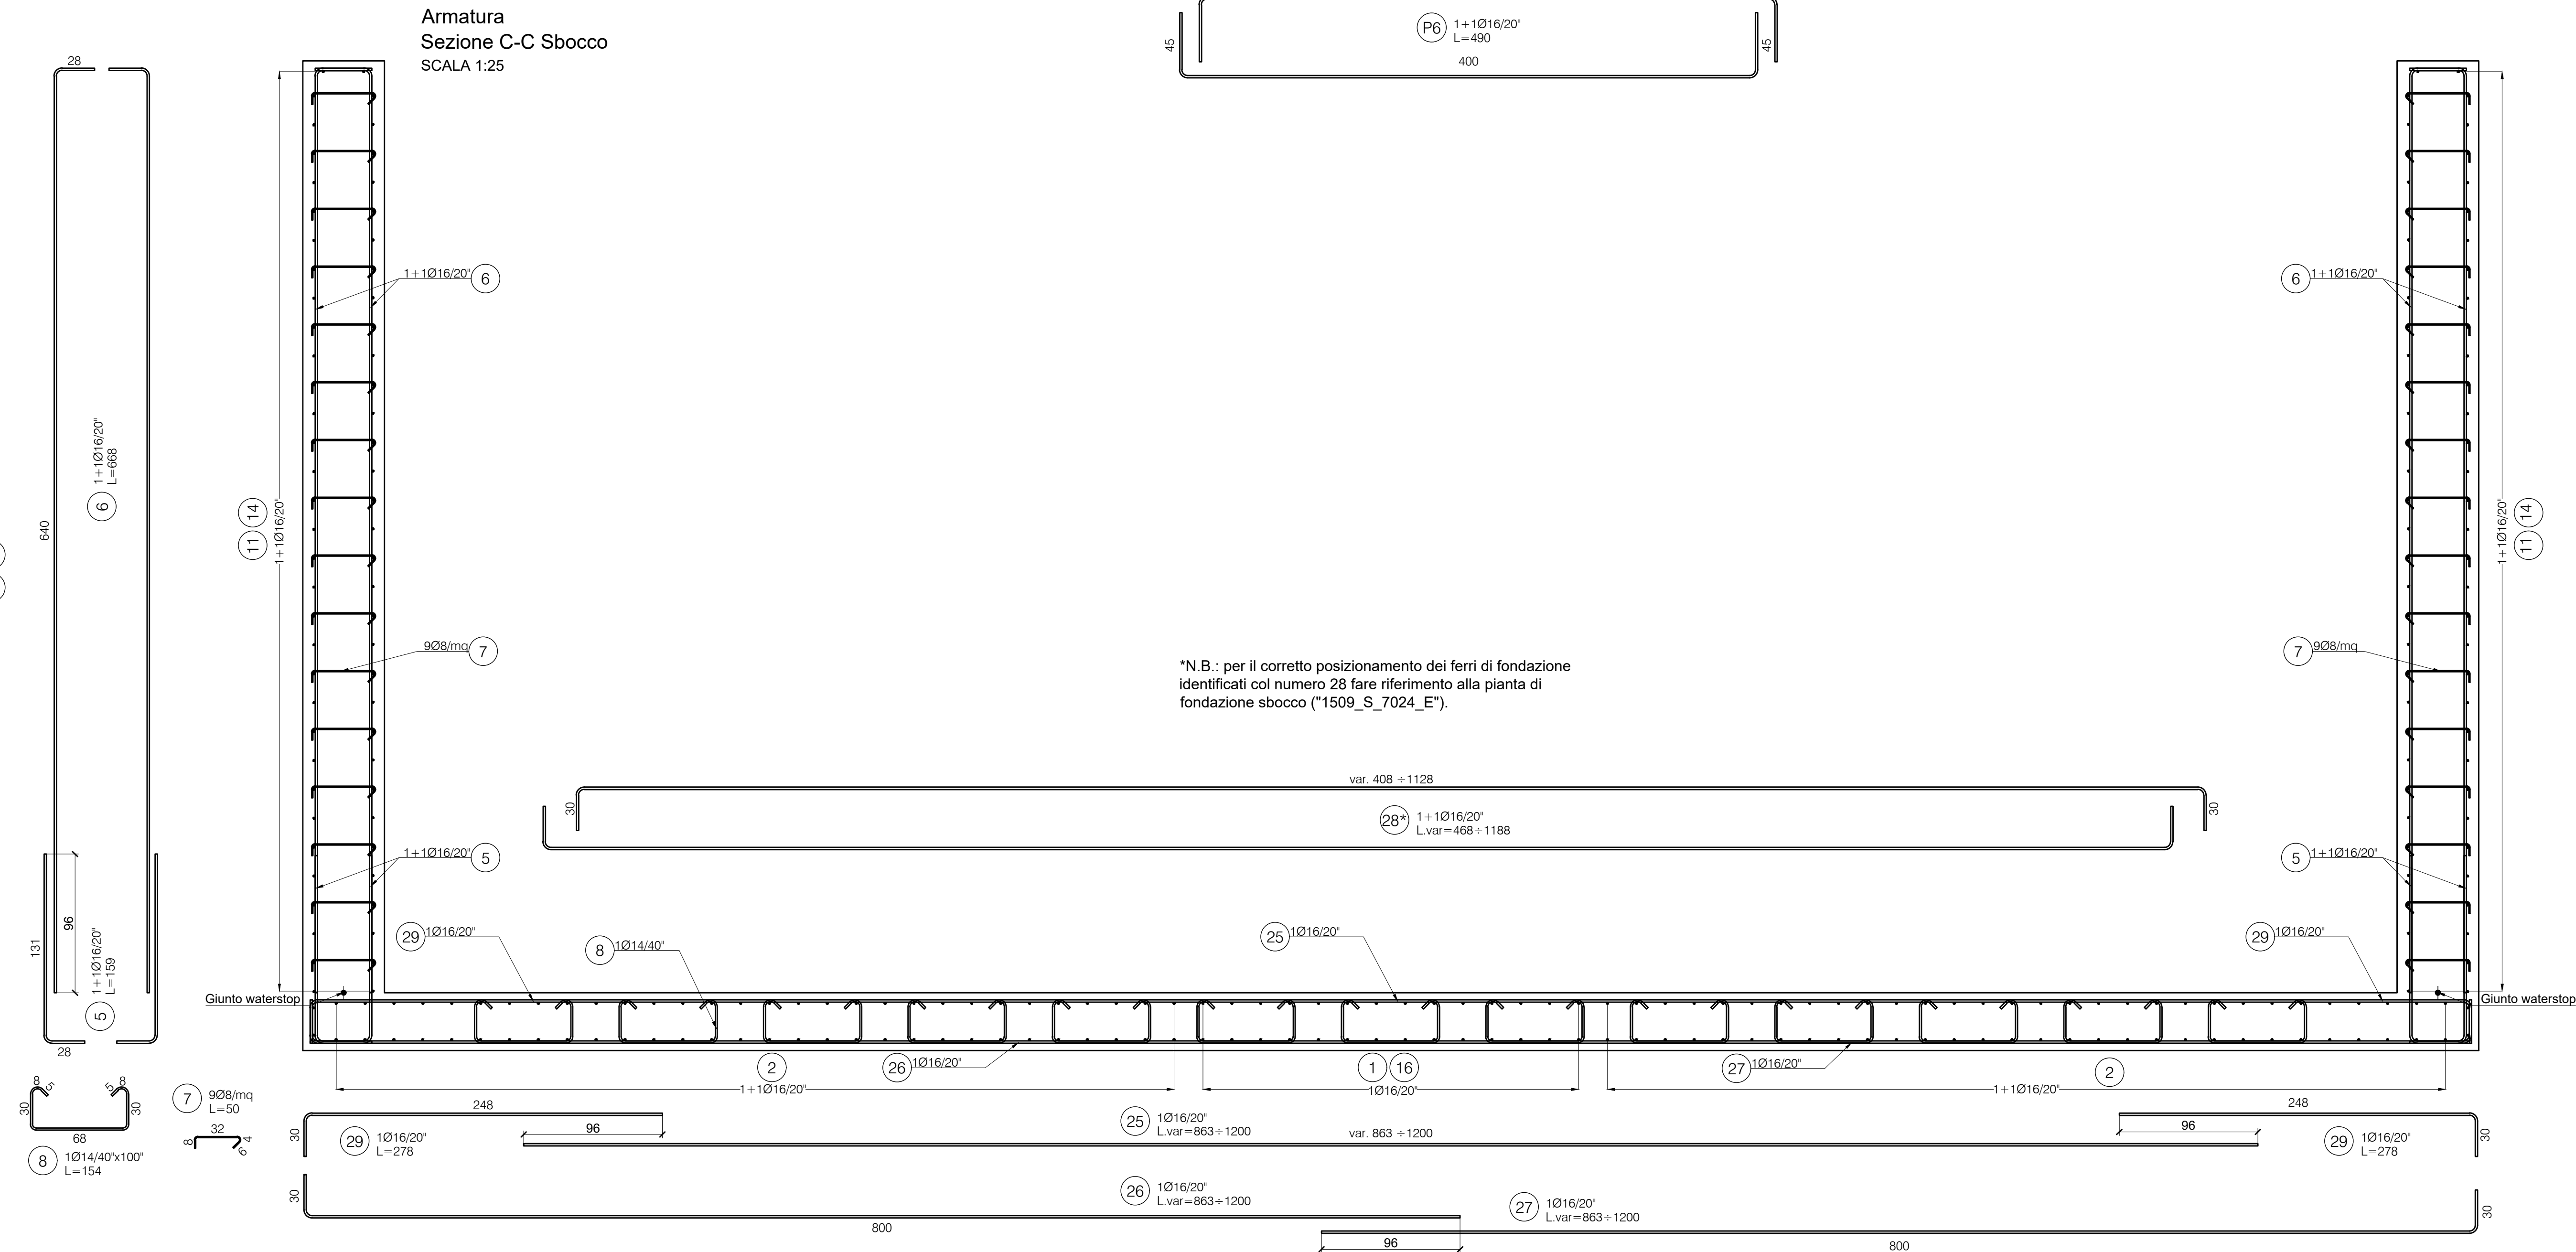 Armatura
Sezione C-C Sbocco
SCALA 1:25
P6 1+1Ø16/20"
L=490
45
45
400
28
640
6 1+1Ø16/20"
L=668
131
96
5 1+1Ø16/20"
L=159
28
11 14
1+1Ø16/20"
1+1Ø16/20" 6
9Ø8/mq 7
1+1Ø16/20" 5
6 1+1Ø16/20"
7 9Ø8/mq
5 1+1Ø16/20"
11 14
1+1Ø16/20"
*N.B.: per il corretto posizionamento dei ferri di fondazione
identificati col numero 28 fare riferimento alla pianta di
fondazione sbocco ("1509_S_7024_E").
var. 408 ÷1128
30
30
28* 1+1Ø16/20"
L.var=468÷1188
29 1Ø16/20"
8 1Ø14/40"
25 1Ø16/20"
29 1Ø16/20"
Giunto waterstop
Giunto waterstop
2
1+1Ø16/20"
26 1Ø16/20"
1 16
1Ø16/20"
27 1Ø16/20"
2
1+1Ø16/20"
8 5 5 8
30 30
68
8 1Ø14/40"x100"
L=154
7 9Ø8/mq
L=50
32
8 4
6
248
30
29 1Ø16/20"
L=278
96
25 1Ø16/20"
L.var=863÷1200
var. 863 ÷1200
248
96
29 1Ø16/20"
L=278
30
30
26 1Ø16/20"
L.var=863÷1200
800
27 1Ø16/20"
L.var=863÷1200
96
800
30